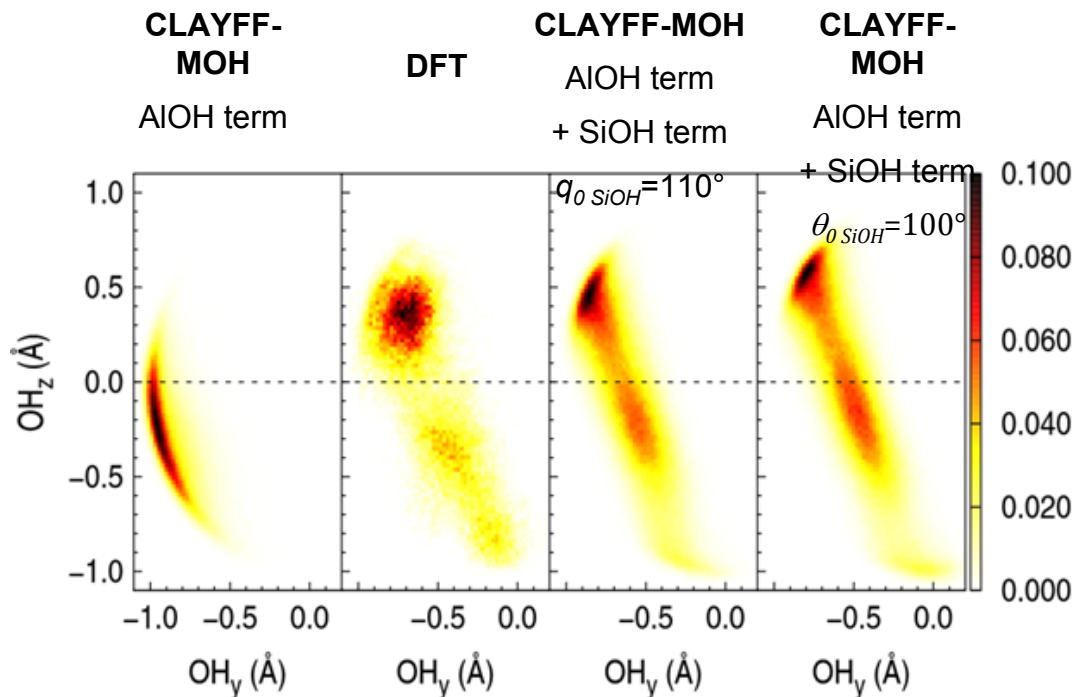 CLAYFF-
MOH
AlOH term
DFT
CLAYFF-MOH
AlOH term
+ SiOH term
q0 SiOH=110°
CLAYFF-
MOH
AlOH term
+ SiOH term
θ0 SiOH=100°
OHz (Å)
1.0
0.5
0.0
−0.5
−1.0
−1.0 −0.5 0.0
−0.5 0.0
−0.5 0.0
−0.5 0.0
OHy (Å)
OHy (Å)
OHy (Å)
OHy (Å)
0.100
0.080
0.060
0.040
0.020
0.000